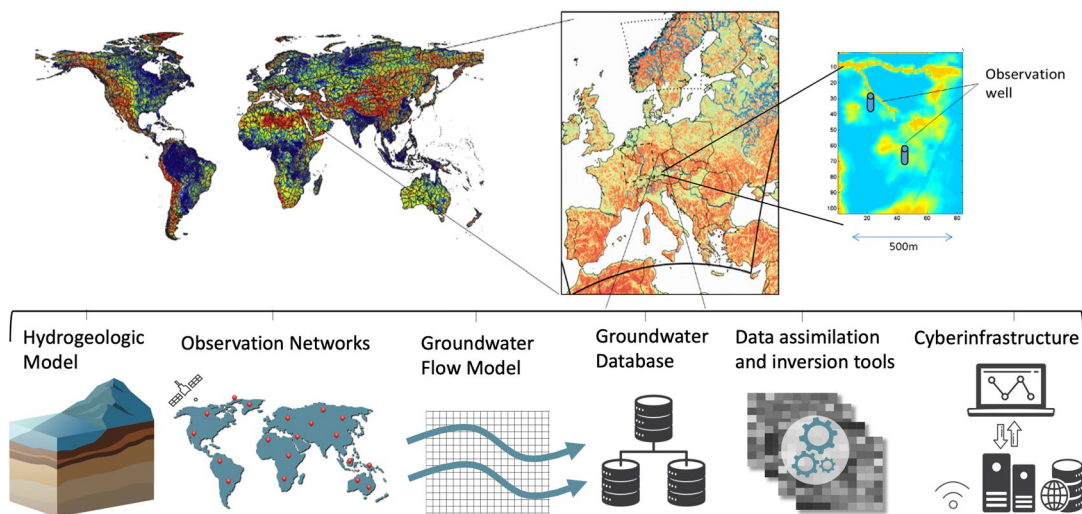 Observation
well
10
20
30
40
50
60
70
80
90
100
20
40
60
80
500m
Hydrogeologic
Model
Observation Networks
Groundwater
Flow Model
Groundwater
Database
Data assimilation
and inversion tools
Cyberinfrastructure